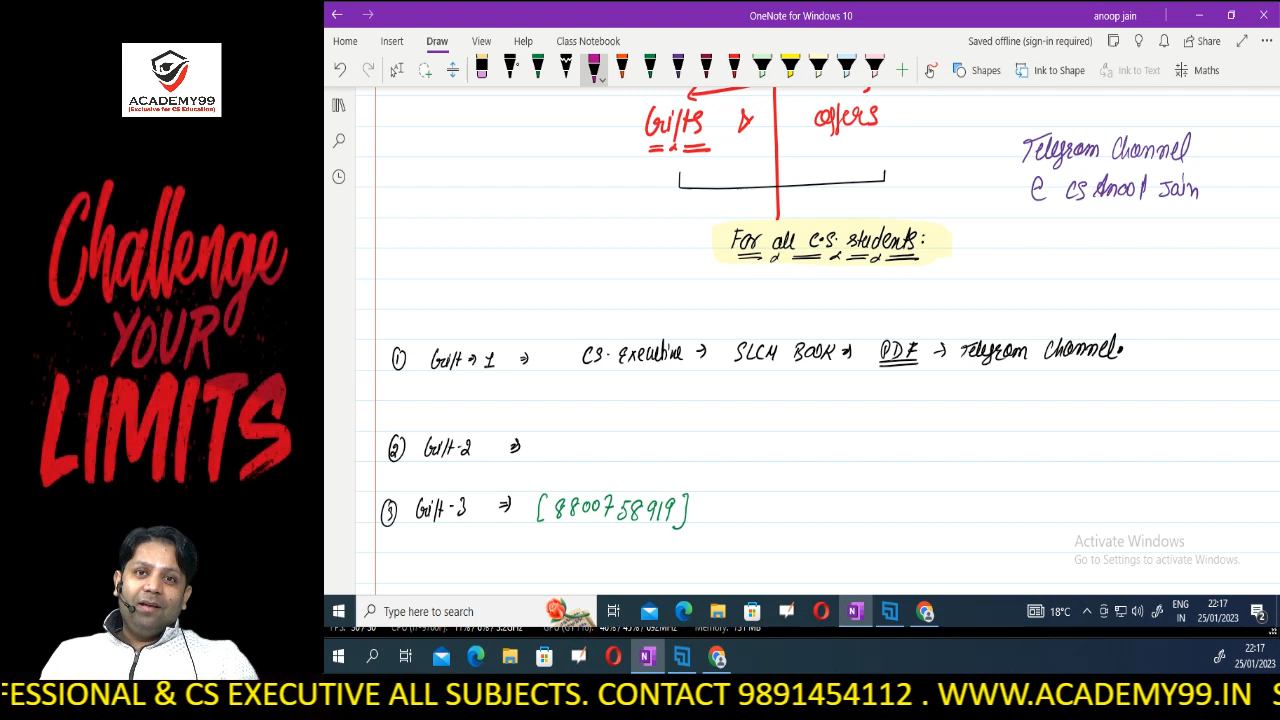 ACADEMY99
(Exclusive for CS Education)
Challenge
YOUR
LIMITS
OneNote for Windows 10
anoop jain
Home Insert Draw View Help Class Notebook
Saved offline (sign-in required)
Share
Shapes Ink to Shape Ink to Text Maths
Gifts & offers
Telegram Channel
@ CS Anoop Jain
For all C.S. students:
① Gift → 1 ⇒ CS. Executive → SLCM BOOK ⇒ PDF → Telegram Channel.
② Gift-2 ⇒
③ Gift-3 ⇒ [8800758919]
Activate Windows
Go to Settings to activate Windows.
Type here to search
18°C
ENG
IN
22:17
25/01/2023
22:17
25/01/2023
FESSIONAL & CS EXECUTIVE ALL SUBJECTS. CONTACT 9891454112 . WWW.ACADEMY99.IN